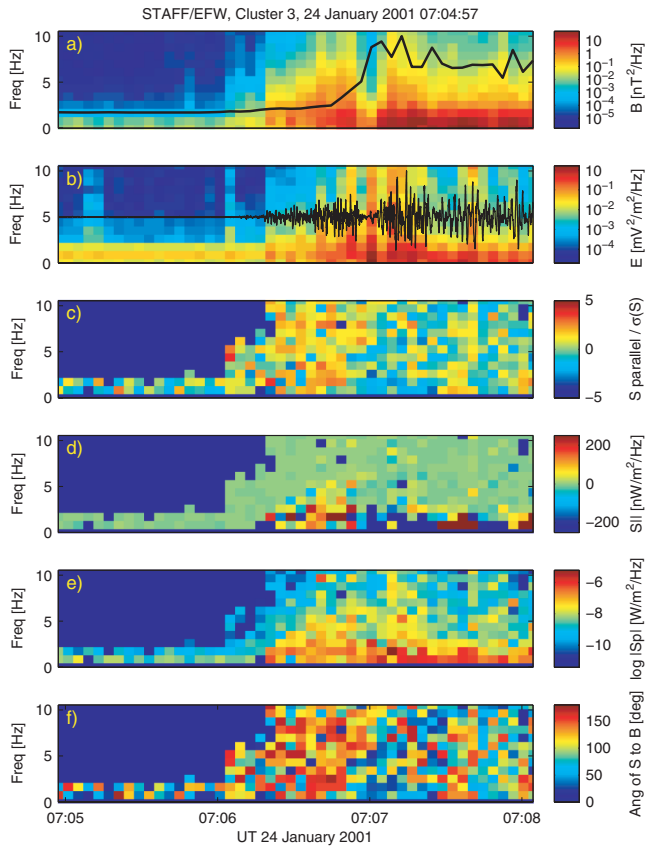 STAFF/EFW, Cluster 3, 24 January 2001 07:04:57
a)
Freq [Hz]
10
5
0
10
10⁻¹
10⁻²
10⁻³
10⁻⁴
10⁻⁵
B [nT⁻²/Hz]
b)
Freq [Hz]
10
5
0
10
10⁻¹
10⁻²
10⁻³
10⁻⁴
E [mV²/m²/Hz]
c)
Freq [Hz]
10
5
0
5
0
−5
S parallel / σ(S)
d)
Freq [Hz]
10
5
0
200
0
−200
S|| [nW/m²/Hz]
e)
Freq [Hz]
10
5
0
−6
−8
−10
log |Sp| [W/m²/Hz]
f)
Freq [Hz]
10
5
0
150
100
50
0
Ang of S to B [deg]
07:05
07:06
07:07
07:08
UT 24 January 2001